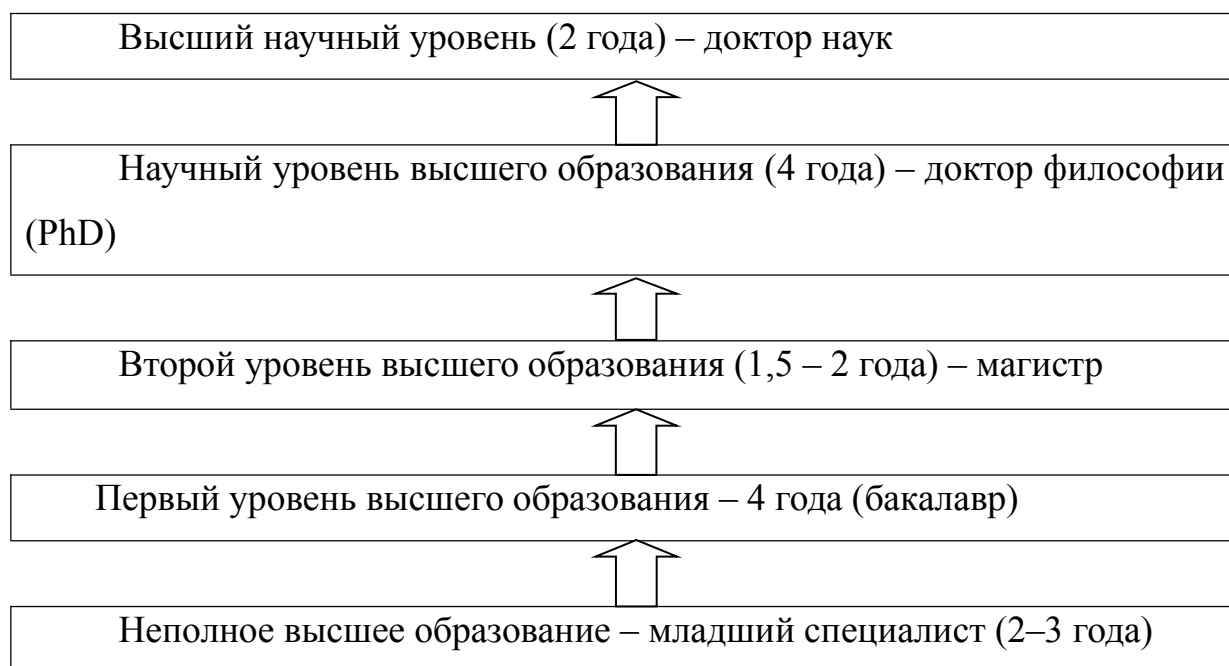 Высший научный уровень (2 года) – доктор наук
Научный уровень высшего образования (4 года) – доктор философии
(PhD)
Второй уровень высшего образования (1,5 – 2 года) – магистр
Первый уровень высшего образования – 4 года (бакалавр)
Неполное высшее образование – младший специалист (2–3 года)